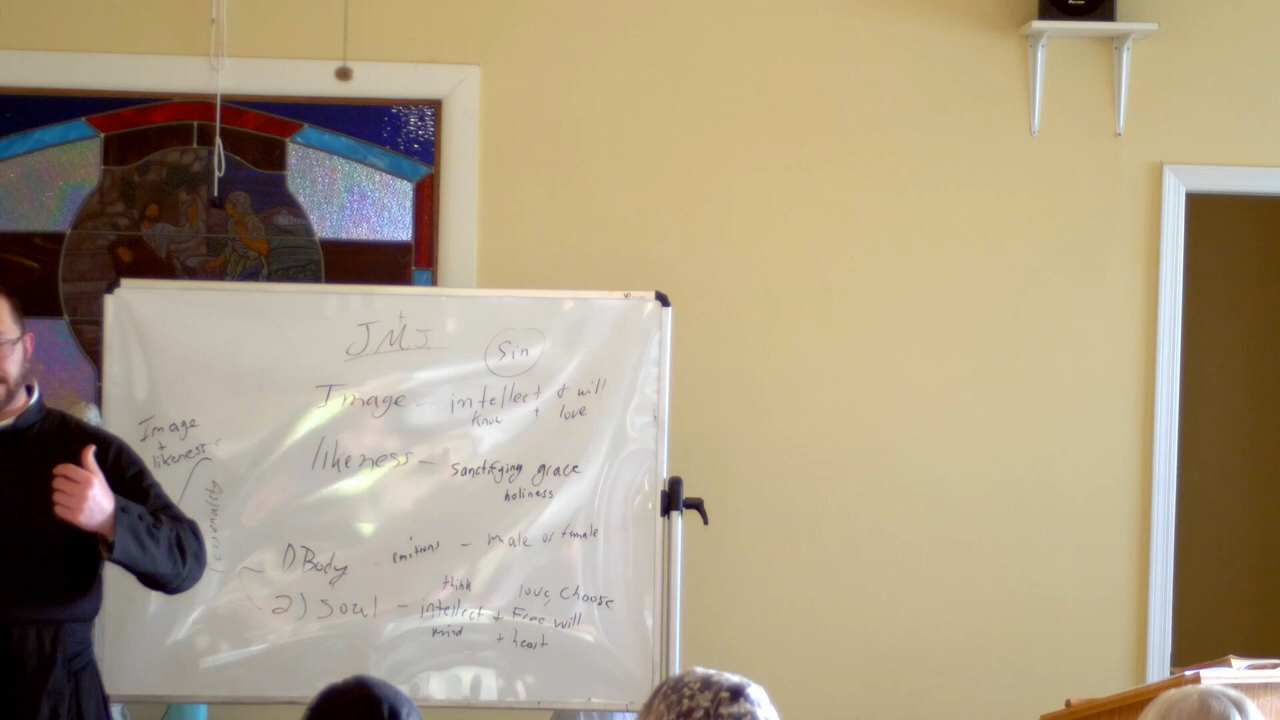 JMJ
Sin
Image - intellect & will
know + love
Image
+
likeness
likeness - sanctifying grace
holiness
1) Body - emotions - male or female
think love, choose
2) soul - intellect + Free will
mind + heart